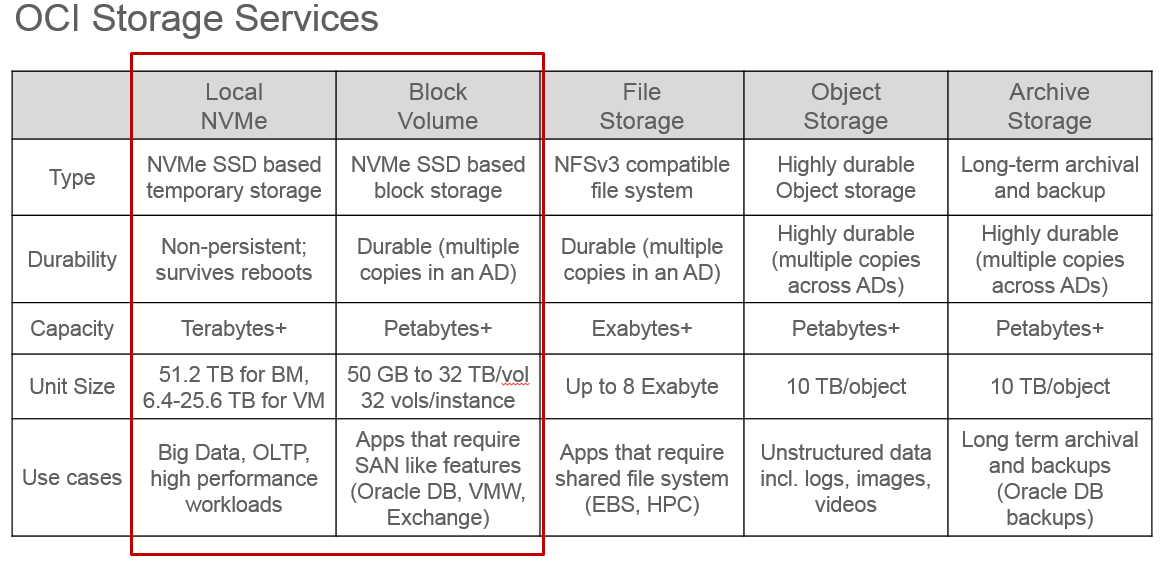 OCI Storage Services
Local
NVMe
Block
Volume
File
Storage
Object
Storage
Archive
Storage
Type
NVMe SSD based
temporary storage
NVMe SSD based
block storage
NFSv3 compatible
file system
Highly durable
Object storage
Long-term archival
and backup
Durability
Non-persistent;
survives reboots
Durable (multiple
copies in an AD)
Durable (multiple
copies in an AD)
Highly durable
(multiple copies
across ADs)
Highly durable
(multiple copies
across ADs)
Capacity
Terabytes+
Petabytes+
Exabytes+
Petabytes+
Petabytes+
Unit Size
51.2 TB for BM,
6.4-25.6 TB for VM
50 GB to 32 TB/vol
32 vols/instance
Up to 8 Exabyte
10 TB/object
10 TB/object
Use cases
Big Data, OLTP,
high performance
workloads
Apps that require
SAN like features
(Oracle DB, VMW,
Exchange)
Apps that require
shared file system
(EBS, HPC)
Unstructured data
incl. logs, images,
videos
Long term archival
and backups
(Oracle DB
backups)